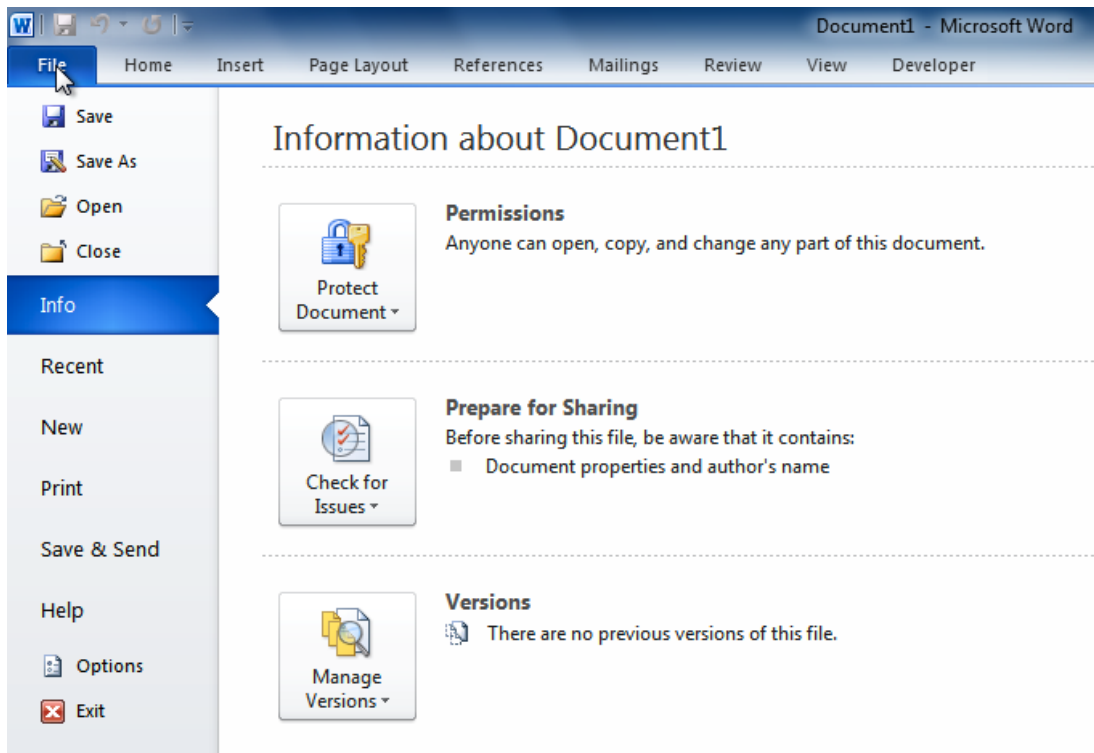 W
Document1 - Microsoft Word
File Home Insert Page Layout References Mailings Review View Developer
Save
Save As
Open
Close
Info
Recent
New
Print
Save & Send
Help
Options
Exit
Information about Document1
Protect
Document
Permissions
Anyone can open, copy, and change any part of this document.
Check for
Issues
Prepare for Sharing
Before sharing this file, be aware that it contains:
Document properties and author's name
Manage
Versions
Versions
There are no previous versions of this file.